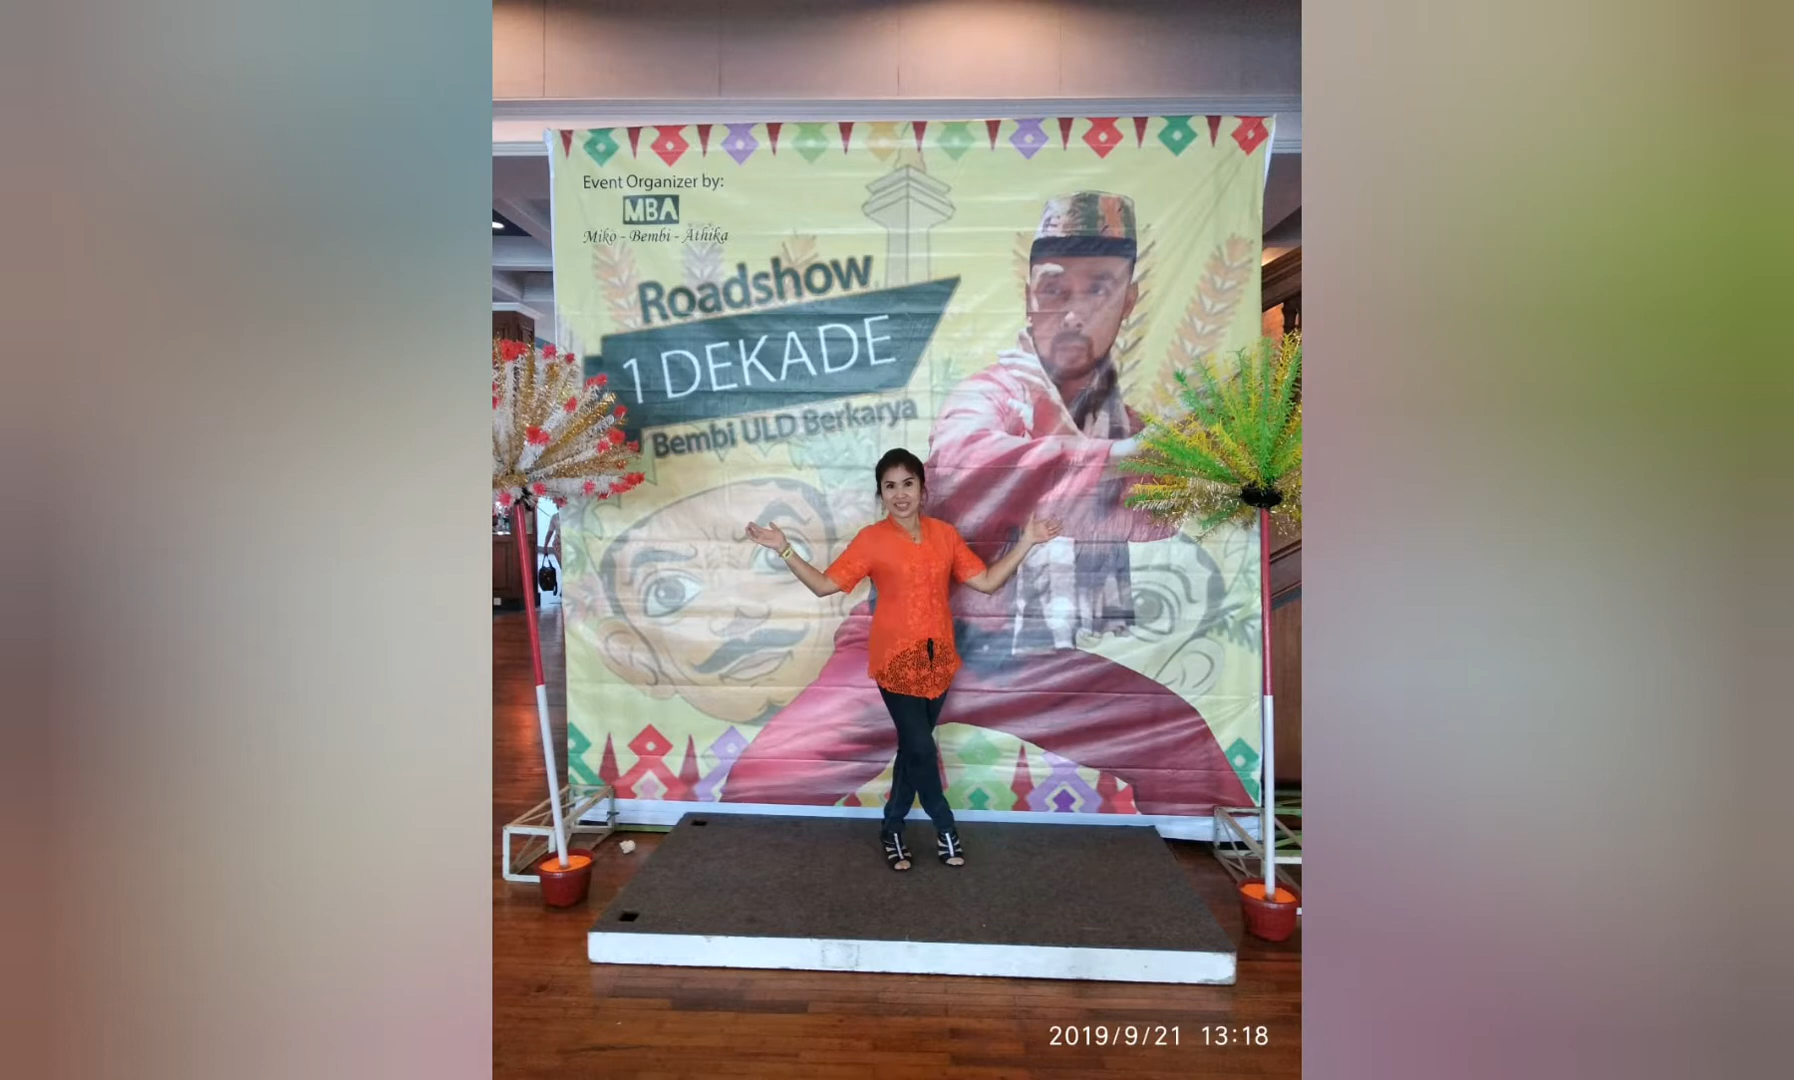 Event Organizer by:
MBA
Miko - Bembi - Athika
Roadshow
1 DEKADE
Bembi ULD Berkarya
2019/9/21 13:18